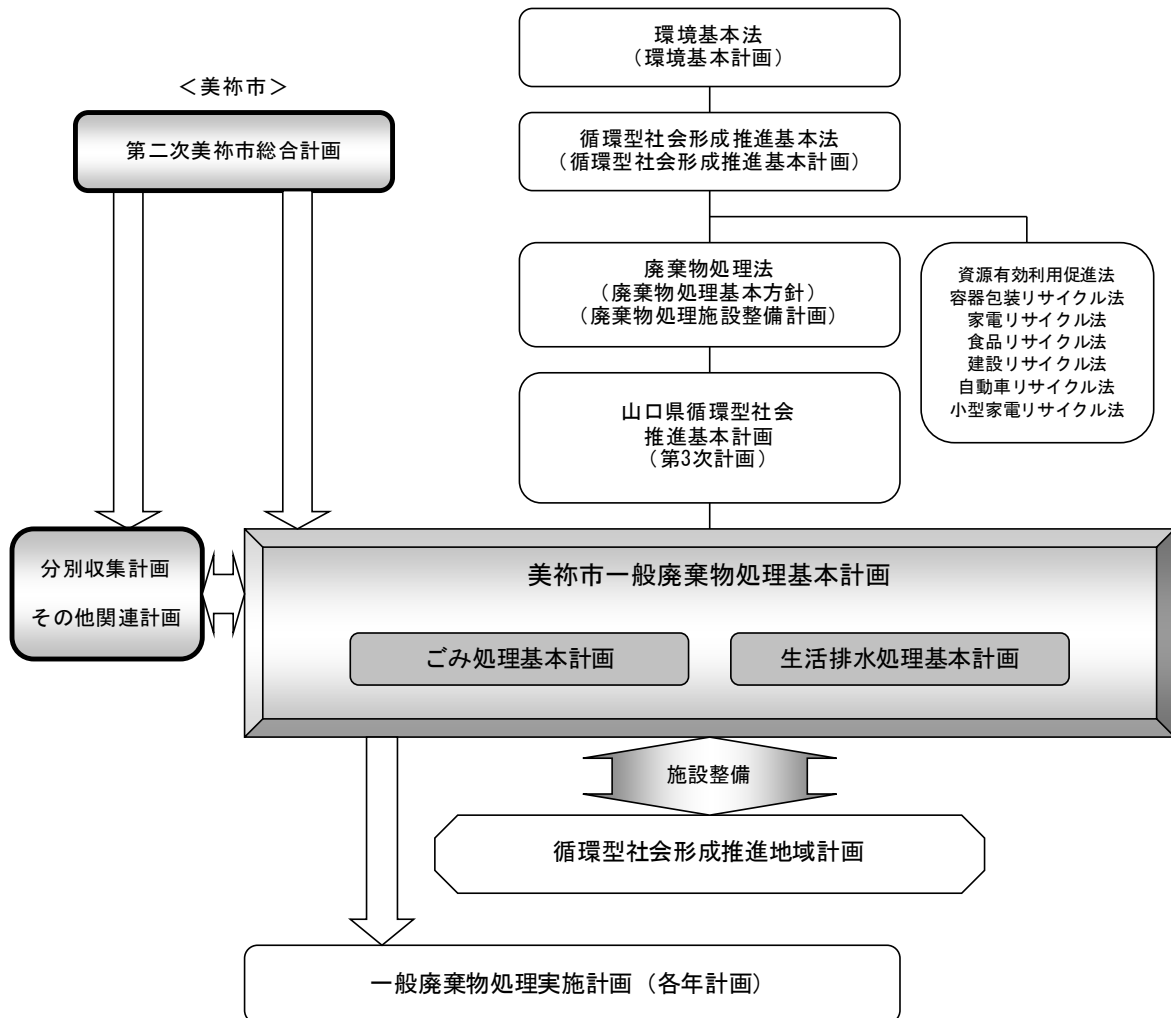 環境基本法
（環境基本計画）
＜美祢市＞
第二次美祢市総合計画
循環型社会形成推進基本法
（循環型社会形成推進基本計画）
廃棄物処理法
（廃棄物処理基本方針）
（廃棄物処理施設整備計画）
資源有効利用促進法
容器包装リサイクル法
家電リサイクル法
食品リサイクル法
建設リサイクル法
自動車リサイクル法
小型家電リサイクル法
山口県循環型社会
推進基本計画
（第3次計画）
分別収集計画
その他関連計画
美祢市一般廃棄物処理基本計画
ごみ処理基本計画
生活排水処理基本計画
施設整備
循環型社会形成推進地域計画
一般廃棄物処理実施計画（各年計画）